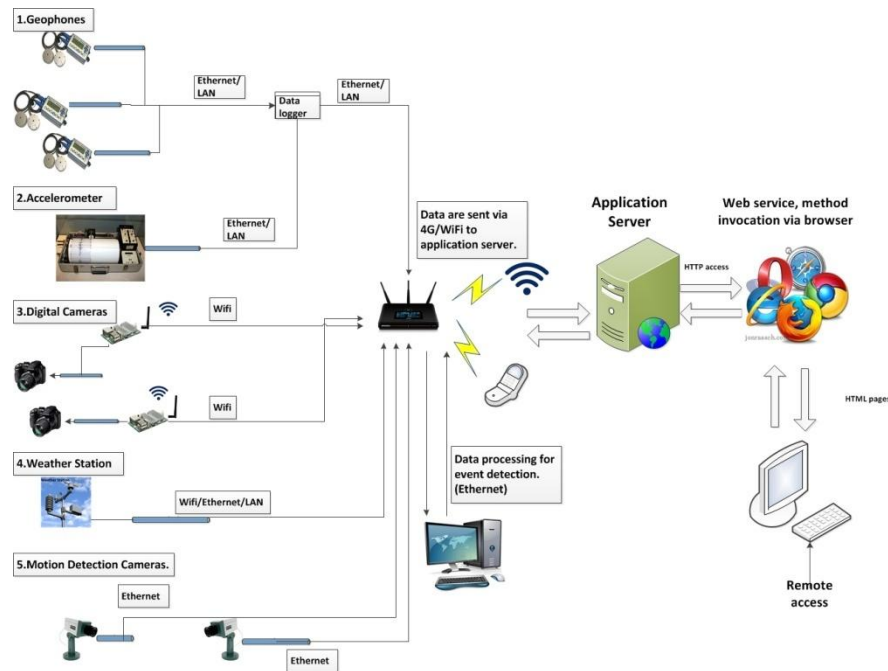 1.Geophones
Ethernet/
LAN
Data
logger
Ethernet/
LAN
2.Accelerometer
Ethernet/
LAN
Data are sent via
4G/WiFi to
application server.
Application
Server
HTTP access
Web service, method
invocation via browser
3.Digital Cameras
Wifi
Wifi
HTML pages
4.Weather Station
Wifi/Ethernet/LAN
Data processing for
event detection.
(Ethernet)
5.Motion Detection Cameras.
Ethernet
Ethernet
Remote
access